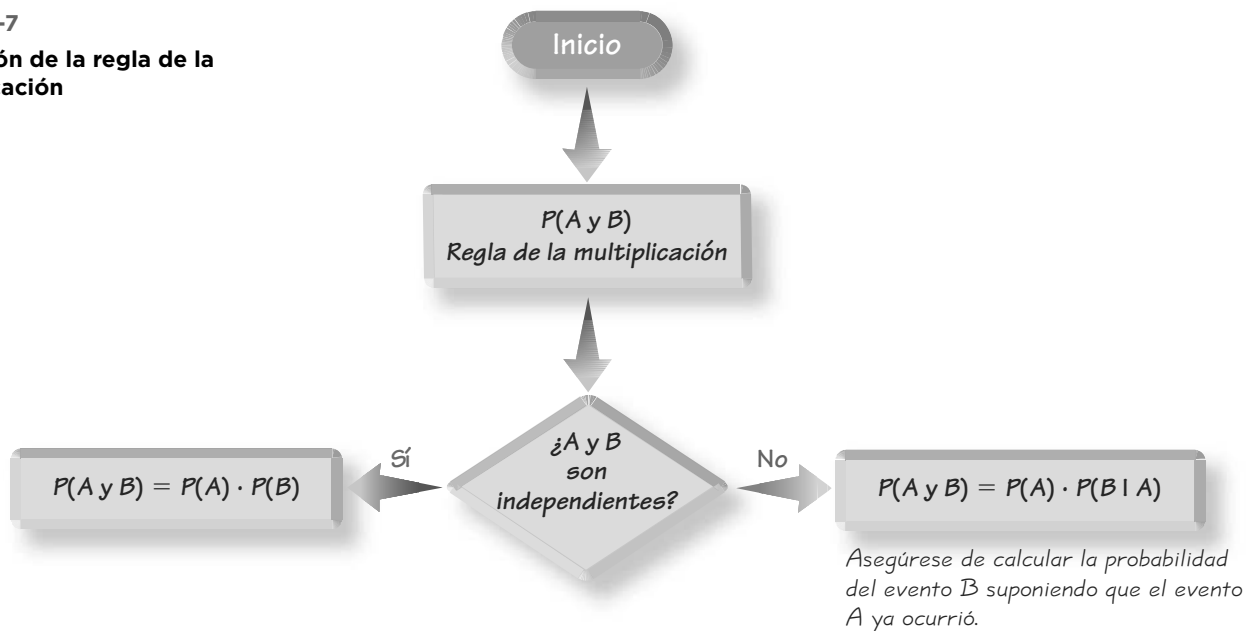 -7
ón de la regla de la
ación
Inicio
P(A y B)
Regla de la multiplicación
¿A y B
son
independientes?
Sí
No
P(A y B) = P(A) · P(B)
P(A y B) = P(A) · P(B | A)
Asegúrese de calcular la probabilidad
del evento B suponiendo que el evento
A ya ocurrió.